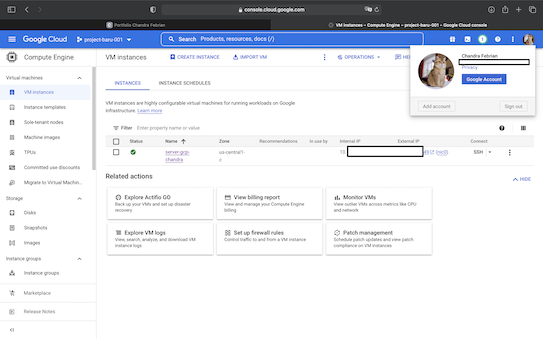 console.cloud.google.com
Portfolio Chandra Febrian
VM instances – Compute Engine – project-baru-001 – Google Cloud console
Google Cloud
project-baru-001
Search Products, resources, docs (/)
Compute Engine
VM instances
CREATE INSTANCE
IMPORT VM
OPERATIONS
Chandra Febrian
Privacy
Google Account
Add account
Sign out
Virtual machines
VM instances
Instance templates
Sole-tenant nodes
Machine images
TPUs
Committed use discounts
Migrate to Virtual Machin...
Storage
Disks
Snapshots
Images
Instance groups
Instance groups
Marketplace
Release Notes
INSTANCES
INSTANCE SCHEDULES
VM instances are highly configurable virtual machines for running workloads on Google
infrastructure. Learn more
Filter Enter property name or value
Status Name Zone Recommendations In use by Internal IP External IP Connect
server-gcp-
chandra
us-central1-
c
10.
(nic0)
SSH
Related actions
HIDE
Explore Actifio GO
Back up your VMs and set up disaster
recovery
View billing report
View and manage your Compute Engine
billing
Monitor VMs
View outlier VMs across metrics like CPU
and network
Explore VM logs
View, search, analyze, and download VM
instance logs
Set up firewall rules
Control traffic to and from a VM instance
Patch management
Schedule patch updates and view patch
compliance on VM instances